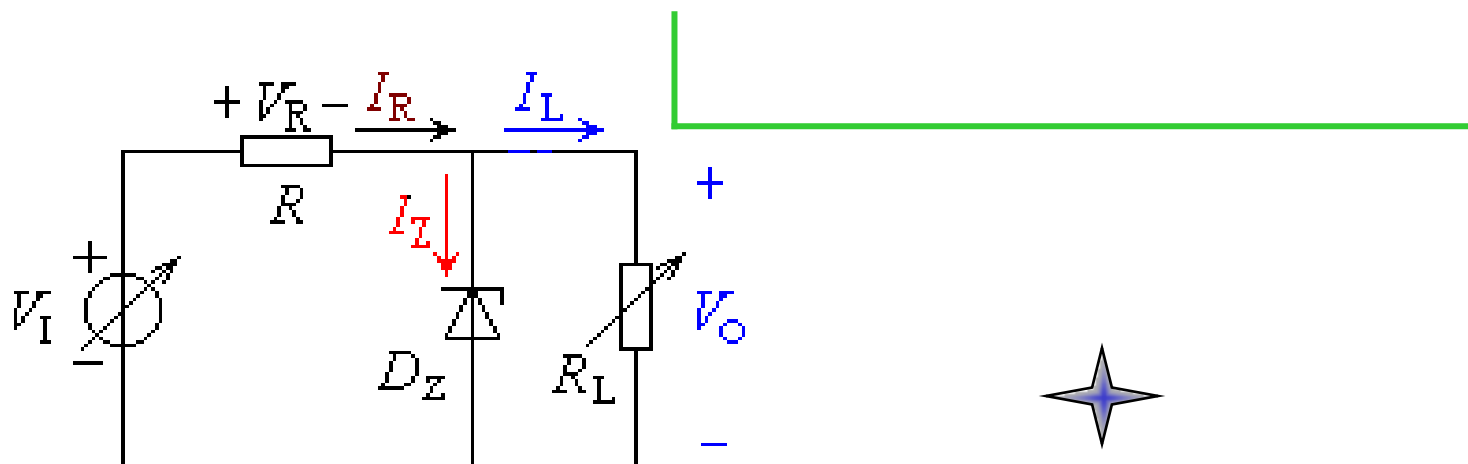 + V_R − I_R I_L
R
+
I_Z
+
V_I
V_O
−
D_Z
R_L
−